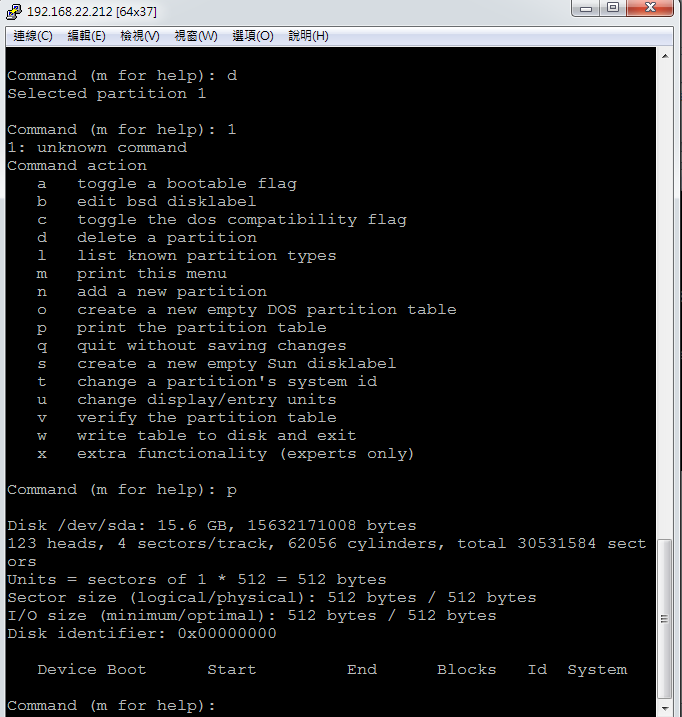 192.168.22.212 [64x37]
連線(C) 編輯(E) 檢視(V) 視窗(W) 選項(O) 說明(H)
Command (m for help): d
Selected partition 1
Command (m for help): 1
1: unknown command
Command action
a   toggle a bootable flag
b   edit bsd disklabel
c   toggle the dos compatibility flag
d   delete a partition
l   list known partition types
m   print this menu
n   add a new partition
o   create a new empty DOS partition table
p   print the partition table
q   quit without saving changes
s   create a new empty Sun disklabel
t   change a partition's system id
u   change display/entry units
v   verify the partition table
w   write table to disk and exit
x   extra functionality (experts only)
Command (m for help): p
Disk /dev/sda: 15.6 GB, 15632171008 bytes
123 heads, 4 sectors/track, 62056 cylinders, total 30531584 sect
ors
Units = sectors of 1 * 512 = 512 bytes
Sector size (logical/physical): 512 bytes / 512 bytes
I/O size (minimum/optimal): 512 bytes / 512 bytes
Disk identifier: 0x00000000
Device Boot      Start         End      Blocks   Id  System
Command (m for help):